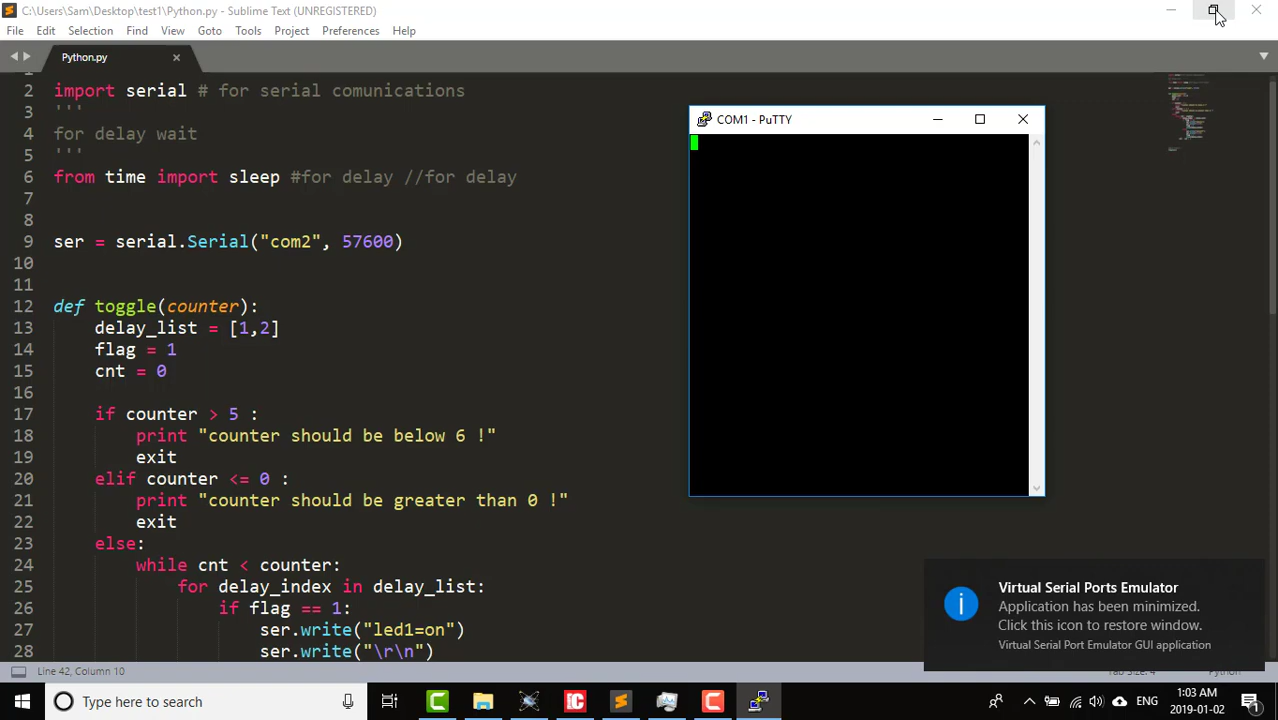 C:\Users\Sam\Desktop\test1\Python.py - Sublime Text (UNREGISTERED)
File Edit Selection Find View Goto Tools Project Preferences Help
Python.py
1
2 import serial # for serial comunications
3 '''
4 for delay wait
5 '''
6 from time import sleep #for delay //for delay
7
8
9 ser = serial.Serial("com2", 57600)
10
11
12 def toggle(counter):
13 delay_list = [1,2]
14 flag = 1
15 cnt = 0
16
17 if counter > 5 :
18 print "counter should be below 6 !"
19 exit
20 elif counter <= 0 :
21 print "counter should be greater than 0 !"
22 exit
23 else:
24 while cnt < counter:
25 for delay_index in delay_list:
26 if flag == 1:
27 ser.write("led1=on")
28 ser.write("\r\n")
COM1 - PuTTY
Virtual Serial Ports Emulator
Application has been minimized.
Click this icon to restore window.
Virtual Serial Port Emulator GUI application
Line 42, Column 10
Tab Size: 4
Python
Type here to search
ENG
1:03 AM
2019-01-02
1